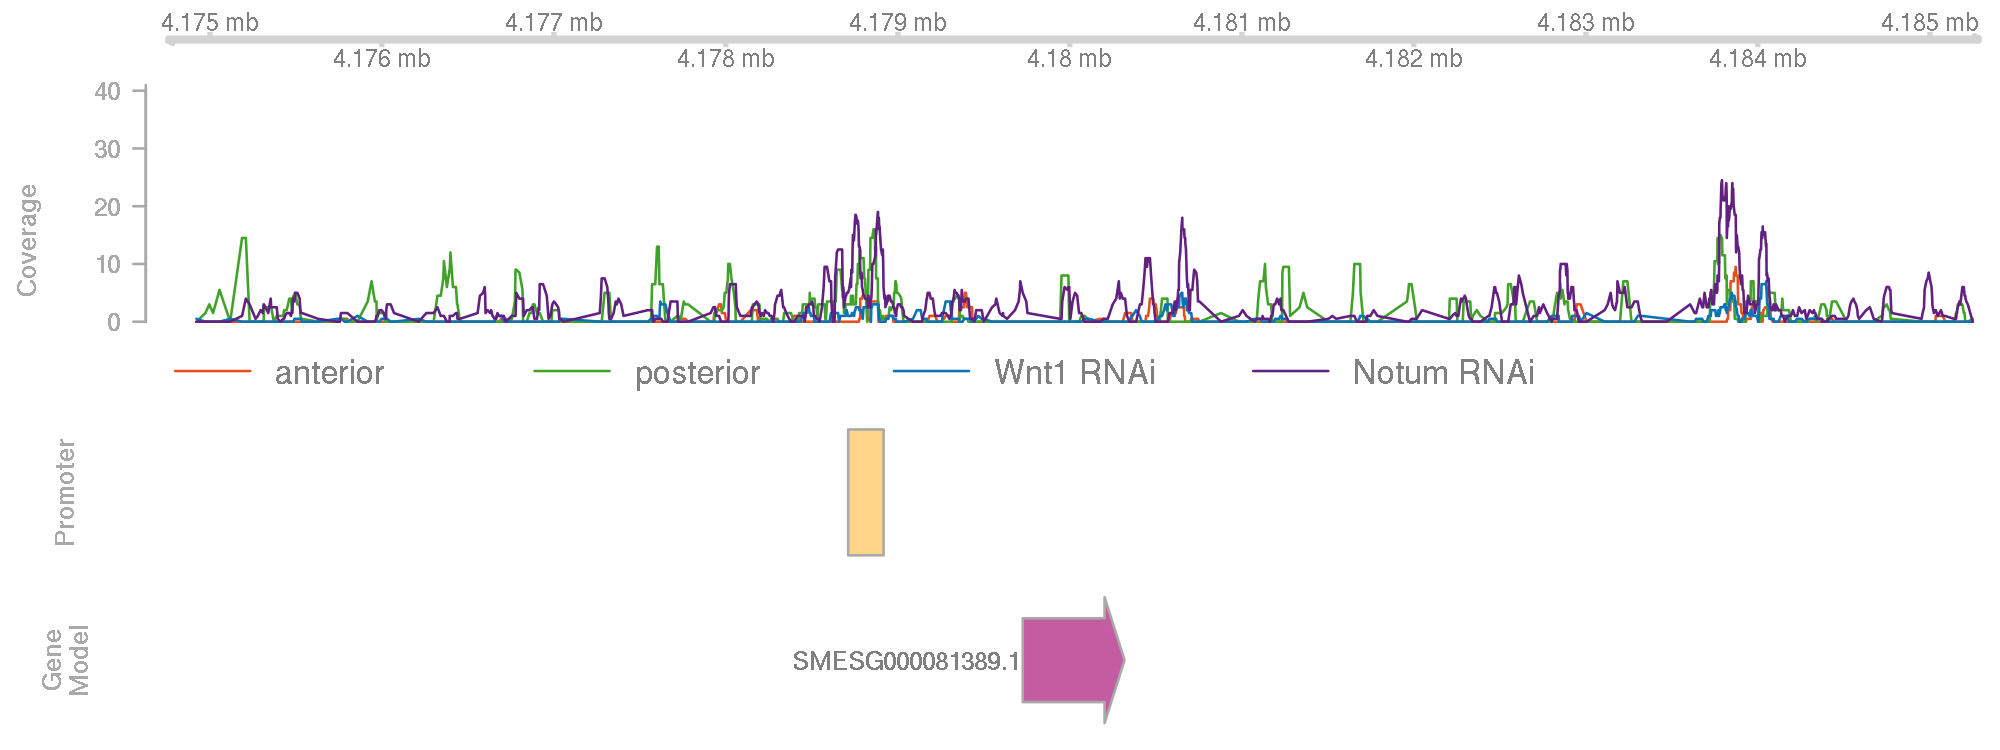 4.175 mb 4.177 mb 4.179 mb 4.181 mb 4.183 mb 4.185 mb
4.176 mb 4.178 mb 4.18 mb 4.182 mb 4.184 mb
40
30
20
10
0
Coverage
anterior posterior Wnt1 RNAi Notum RNAi
Promoter
Gene
Model
SMESG000081389.1